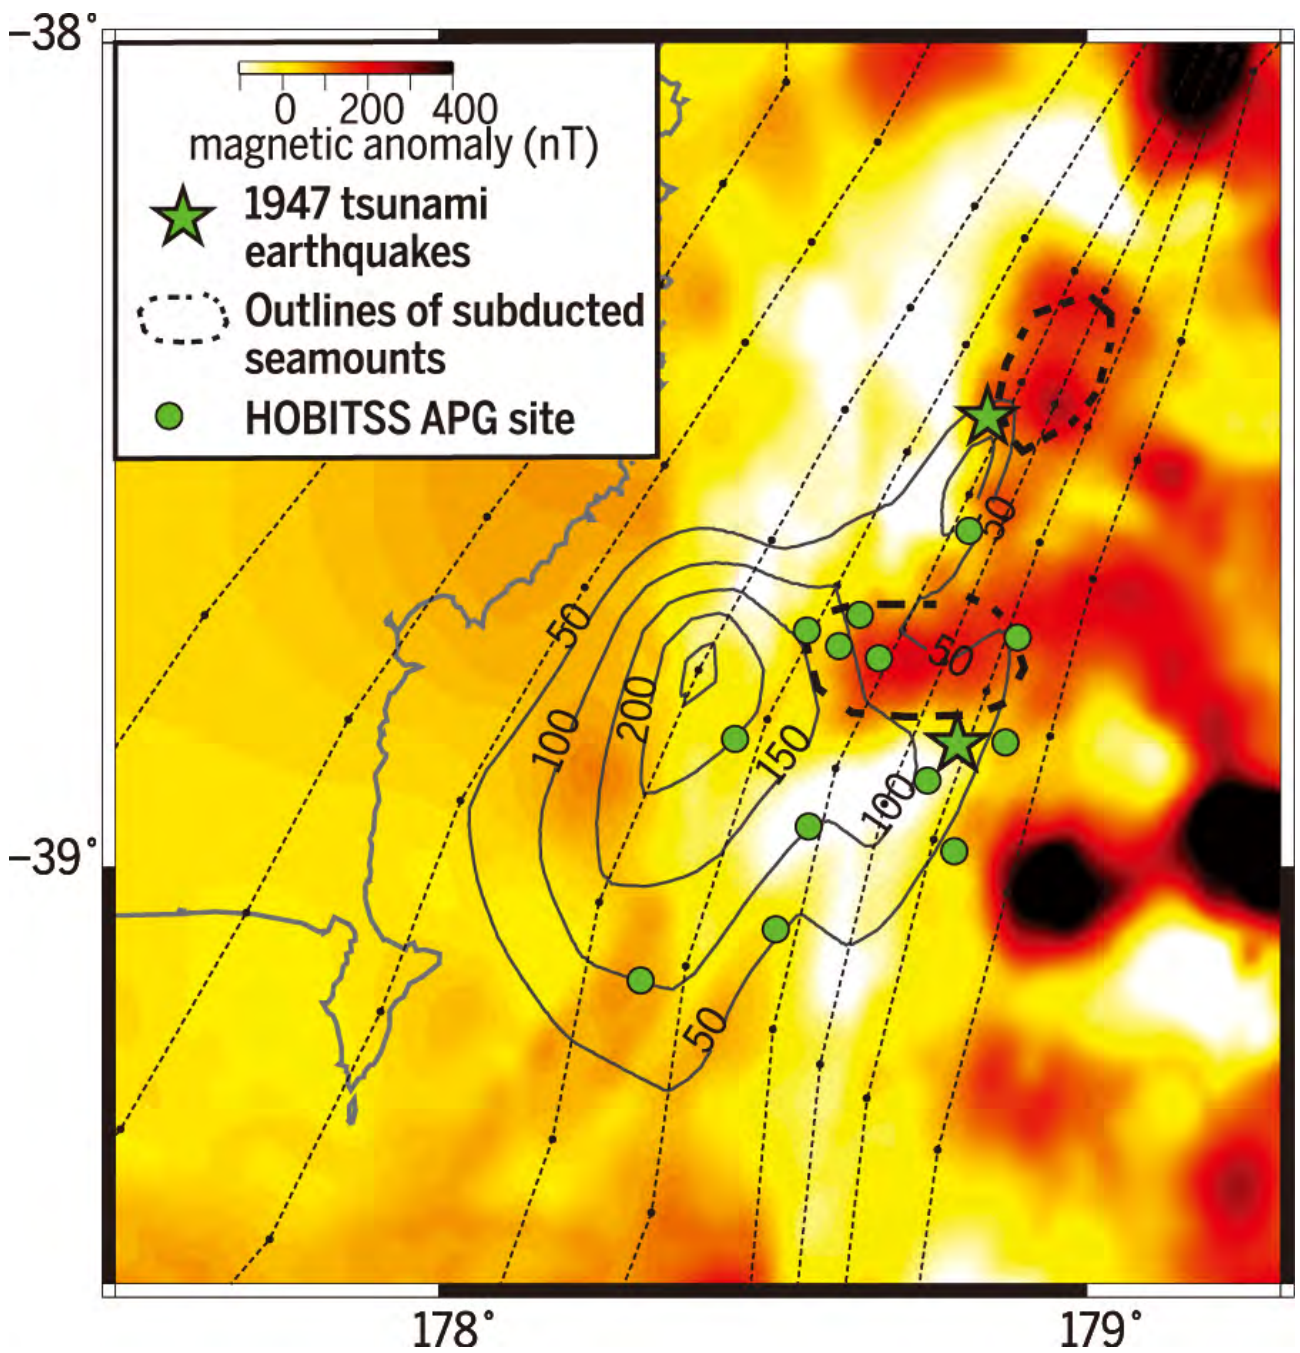 –38°
0 200 400
magnetic anomaly (nT)
1947 tsunami
earthquakes
Outlines of subducted
seamounts
HOBITSS APG site
50
50
50
100
200
150
100
–39°
50
178°
179°